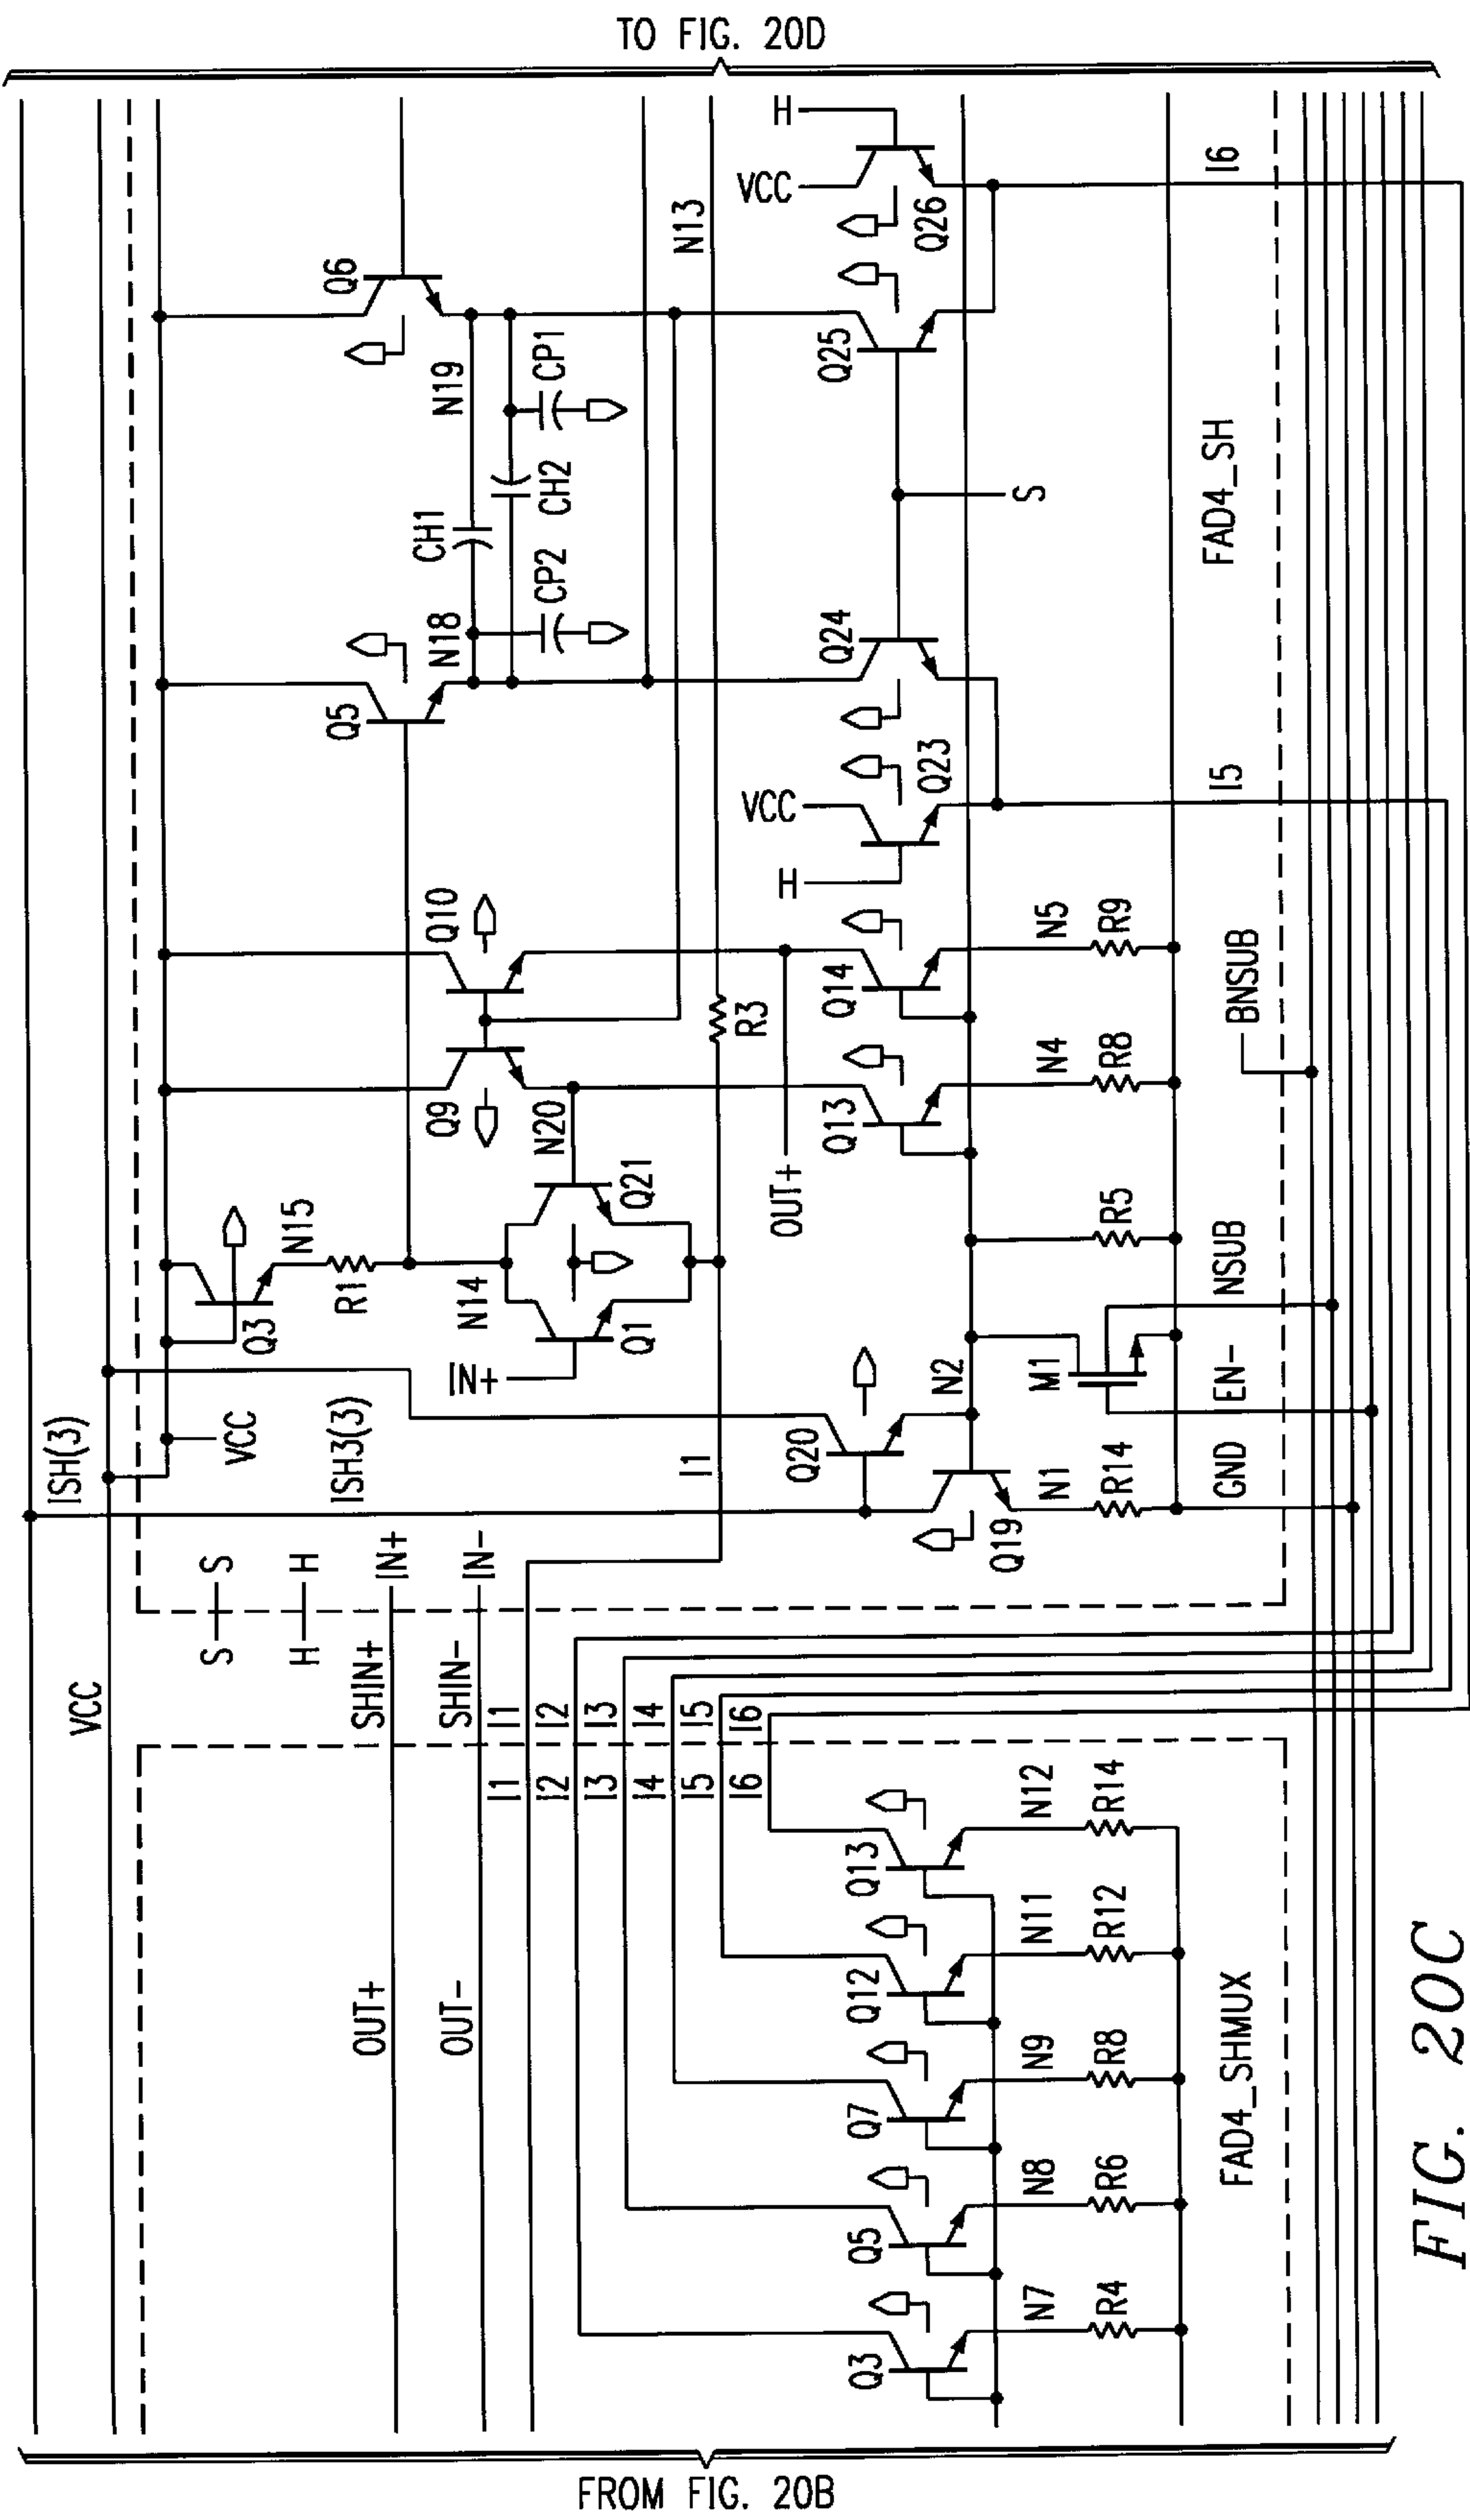 TO FIG. 20D
H
VCC
I6
Q26
N13
Q6
Q25
N19
CP1
CH2
CH1
CP2
S
FAD4_SH
N18
Q24
Q5
Q23
VCC
I5
H
Q10
N5
R9
Q14
R3
BNSUB
N4
R8
Q9
N20
Q13
Q21
OUT+
N15
R5
NSUB
R1
N14
Q3
Q1
IN+
M1
N2
EN-
ISH(3)
VCC
ISH3(3)
I1
Q20
R14
N1
GND
Q19
S
H
IN+
IN-
S
H
SHIN+
SHIN-
VCC
I1
I2
I3
I4
I5
I6
I1
I2
I3
I4
I5
I6
N12
R14
Q13
N11
R12
Q12
OUT+
OUT-
N9
R8
Q7
FAD4_SHMUX
N8
R6
Q5
N7
R4
Q3
FROM FIG. 20B
FIG. 20C